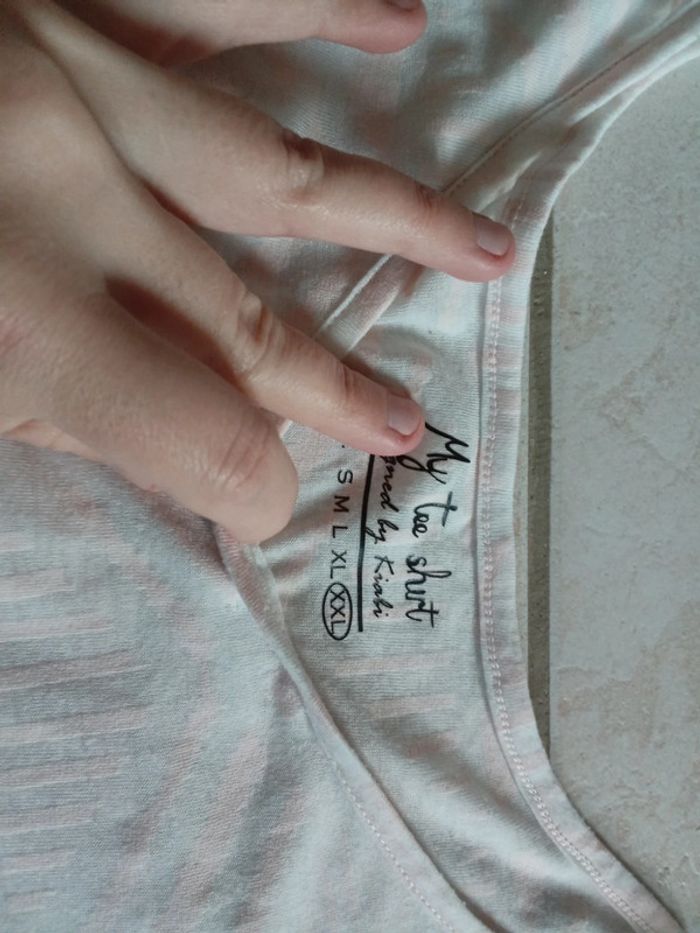 My tee shirt
by Kiabi
S M L XL XXL